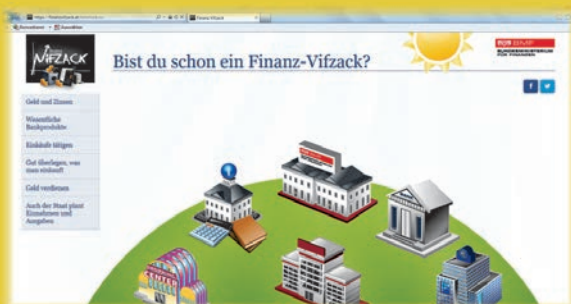 Finanz Vifzack
VIFZACK
Bist du schon ein Finanz-Vifzack?
BMF
BUNDESMINISTERIUM
FÜR FINANZEN
Geld und Zinsen
Wesentliche
Bankprodukte
Einkäufe tätigen
Gut überlegen, was
man einkauft
Geld verdienen
Auch der Staat plant
Einnahmen und
Ausgaben
CENTER